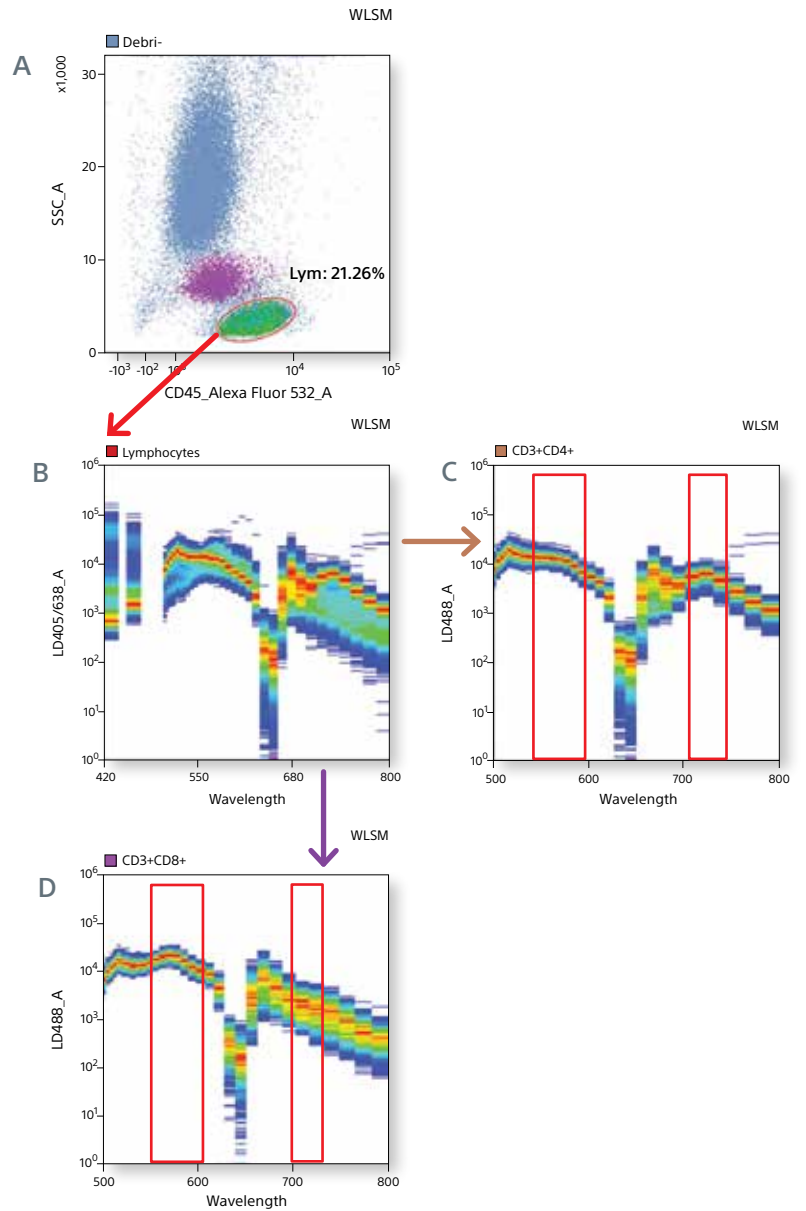 WLSM
Debri-
A
x1,000
30
20
10
0
SSC_A
Lym: 21.26%
-10³ -10² 10³ 10⁴ 10⁵
CD45_Alexa Fluor 532_A
WLSM
Lymphocytes
B
10⁶
10⁵
10⁴
10³
10²
10¹
10⁰
LD405/638_A
420 550 680 800
Wavelength
WLSM
CD3+CD4+
C
10⁶
10⁵
10⁴
10³
10²
10¹
10⁰
LD488_A
500 600 700 800
Wavelength
WLSM
CD3+CD8+
D
10⁶
10⁵
10⁴
10³
10²
10¹
10⁰
LD488_A
500 600 700 800
Wavelength